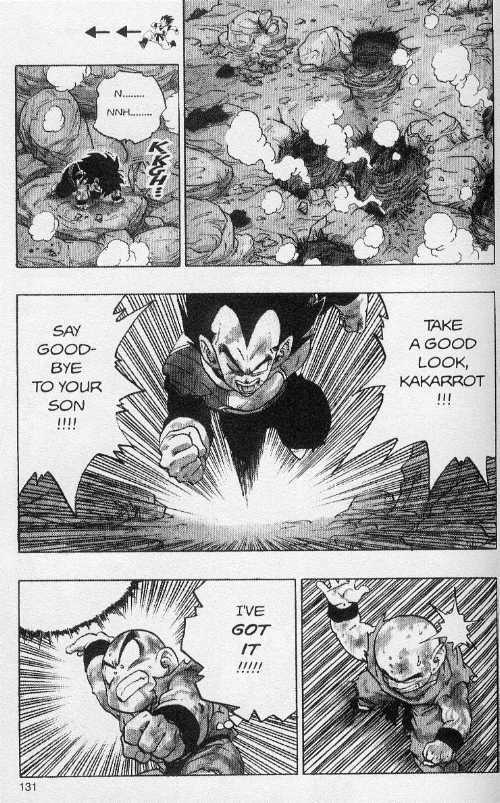 N.........
NNH.........
KKGH...
TAKE
A GOOD
LOOK,
KAKARROT
!!!
SAY
GOOD-
BYE
TO YOUR
SON
!!!!
I'VE
GOT
IT
!!!!!
131